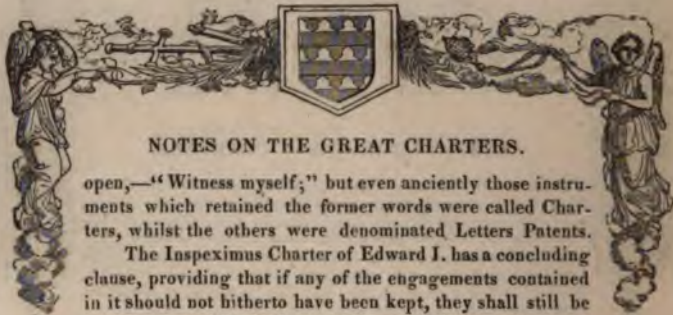 NOTES ON THE GREAT CHARTERS.
open,—“Witness myself;” but even anciently those instru-
ments which retained the former words were called Char-
ters, whilst the others were denominated Letters Patents.
The Inspeximus Charter of Edward I. has a concluding
clause, providing that if any of the engagements contained
in it should not hitherto have been kept, they shall still be